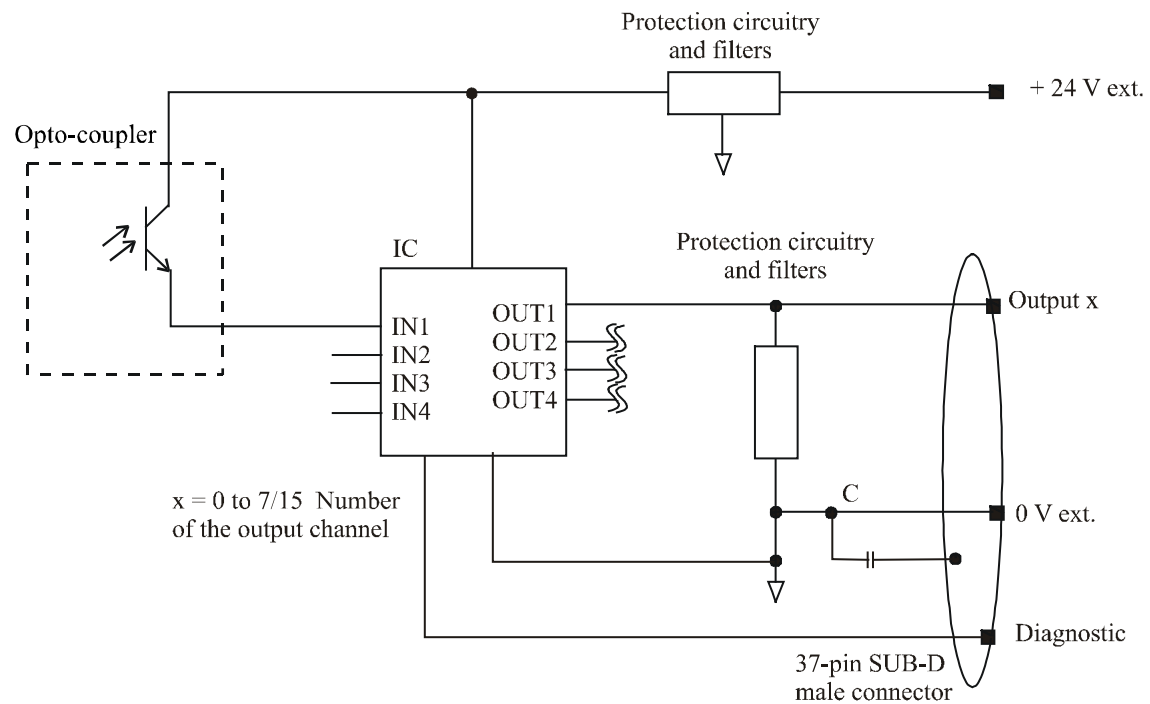 Protection circuitry
and filters
+ 24 V ext.
Opto-coupler
Protection circuitry
and filters
IC
Output x
OUT1
IN1
OUT2
IN2
OUT3
IN3
OUT4
IN4
x = 0 to 7/15 Number
of the output channel
C
0 V ext.
Diagnostic
37-pin SUB-D
male connector